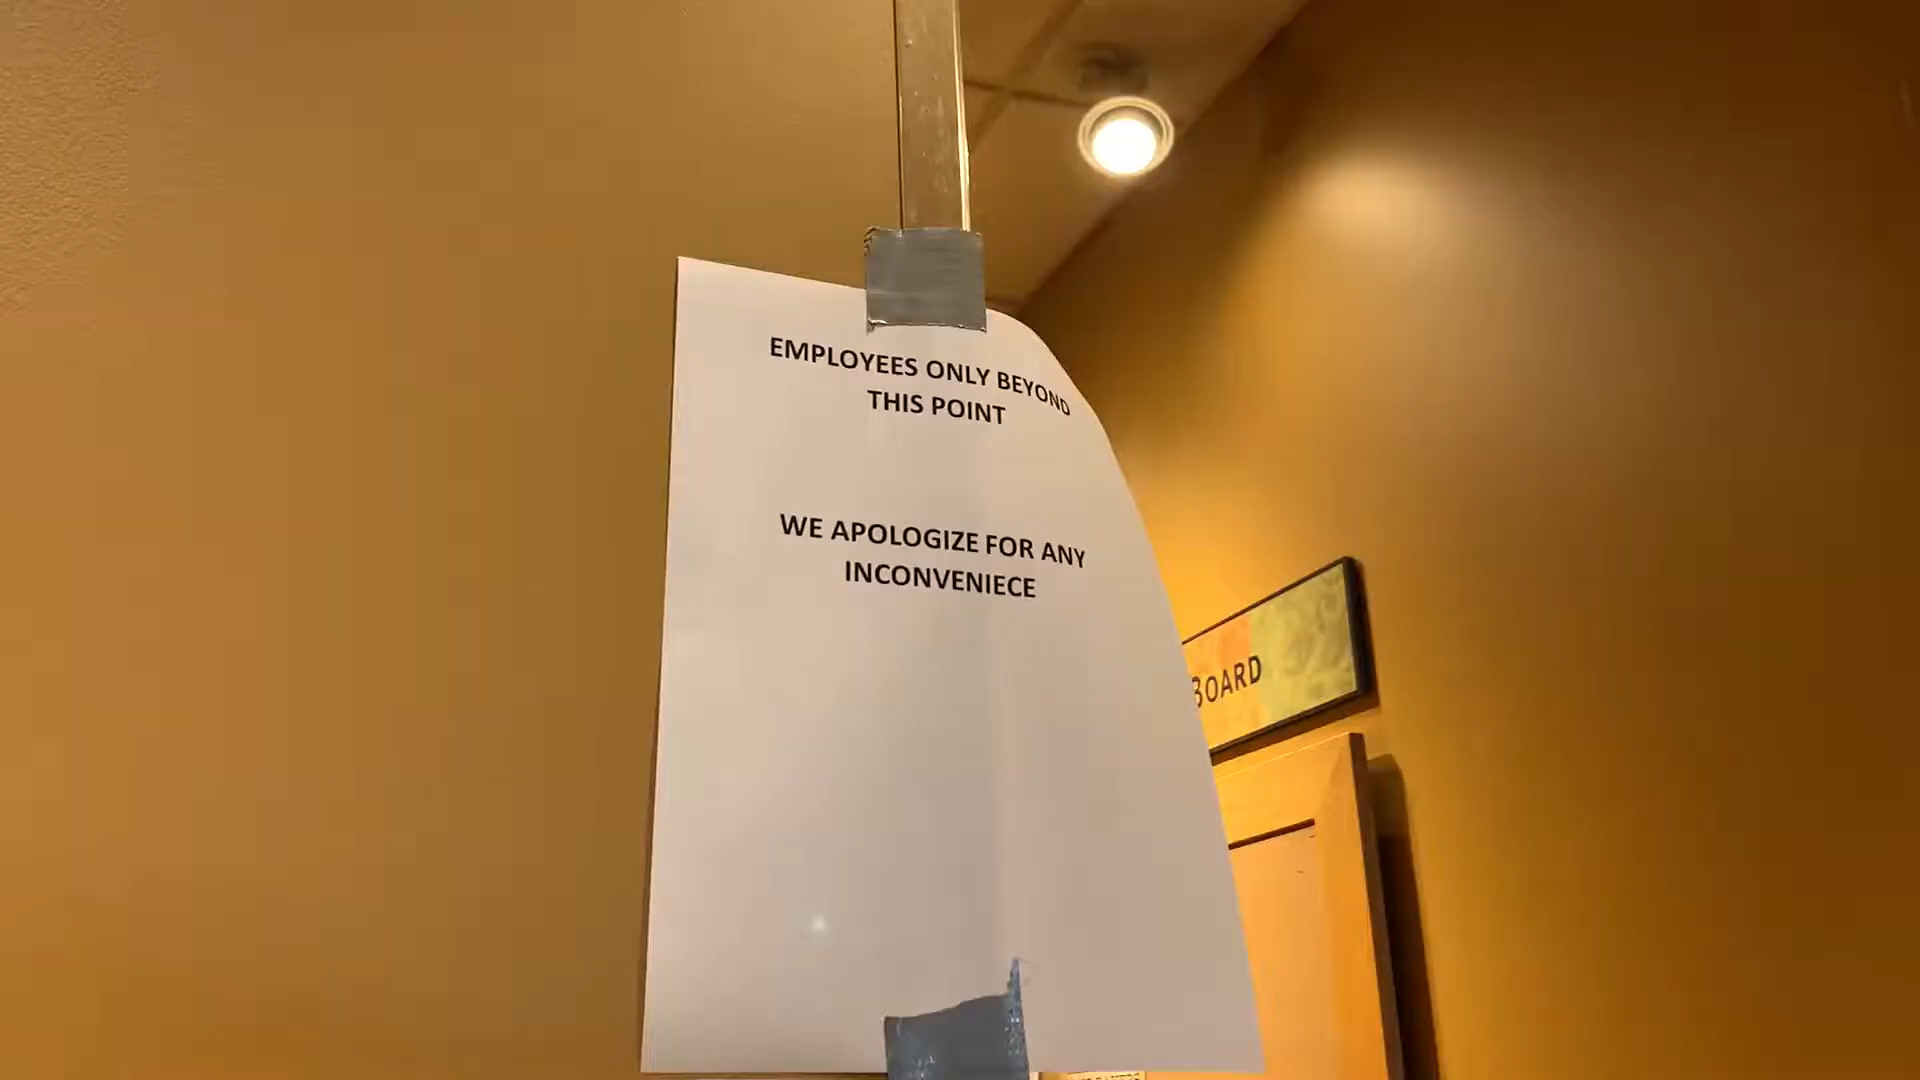 EMPLOYEES ONLY BEYOND
THIS POINT
WE APOLOGIZE FOR ANY
INCONVENIECE
BOARD